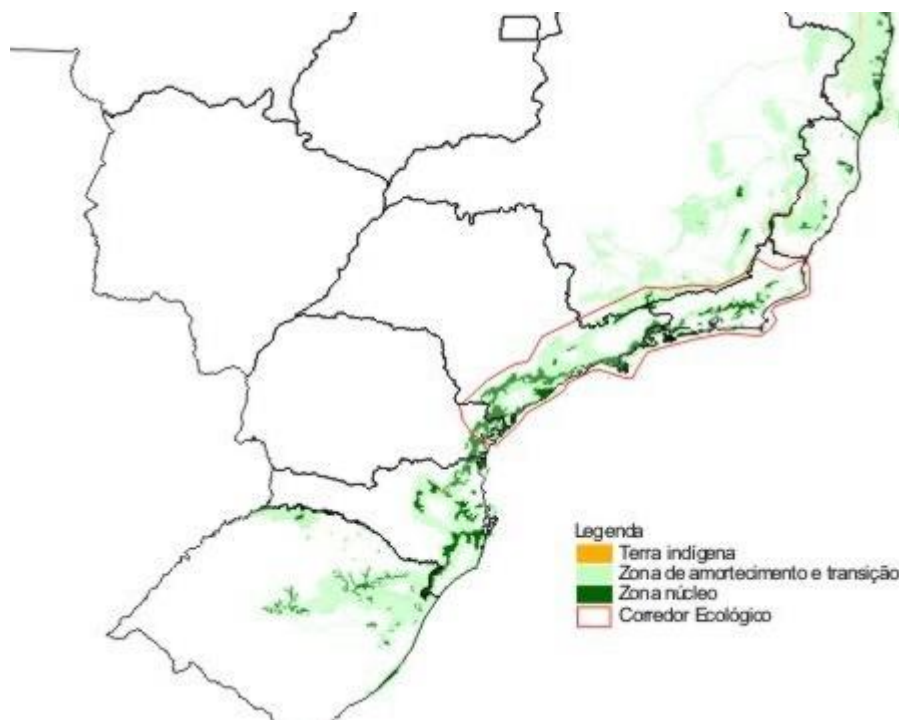 Legenda
Terra indígena
Zona de amortecimento e transição
Zona núcleo
Corredor Ecológico